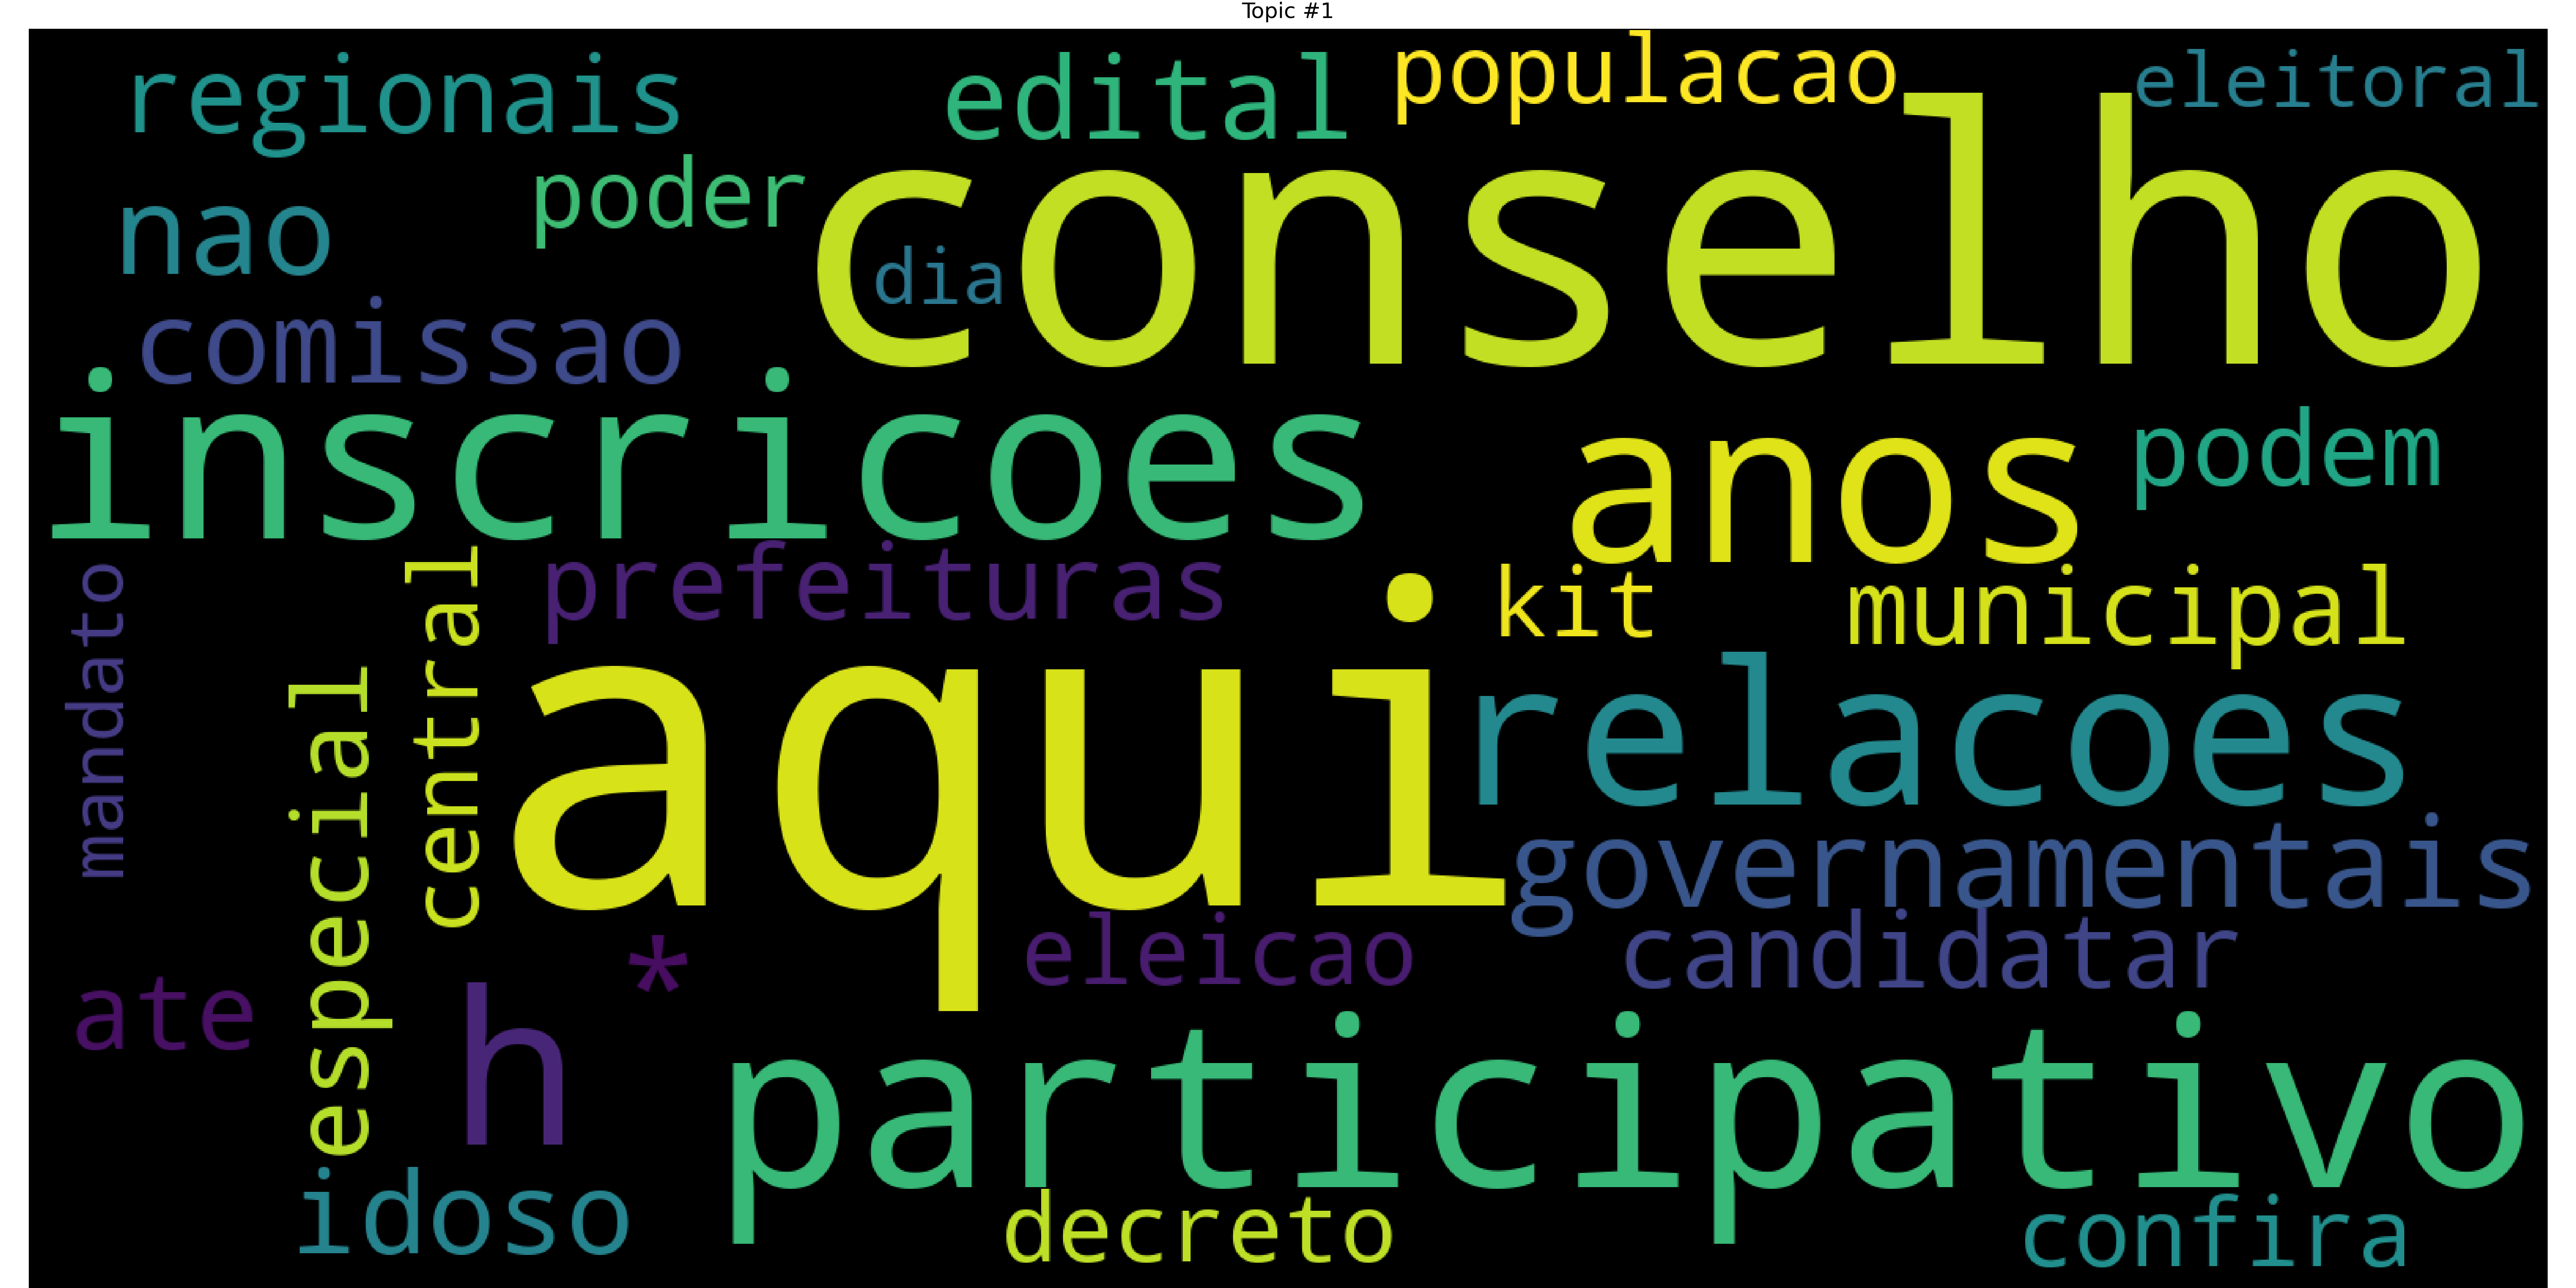 Topic #1
regionais
edital
populacao
eleitoral
nao
poder
conselho
dia
comissao
inscricoes
anos
podem
mandato
central
prefeituras
kit
municipal
especial
aqui
relacoes
governamentais
ate
h
*
eleicao
candidatar
participativo
idoso
decreto
confira